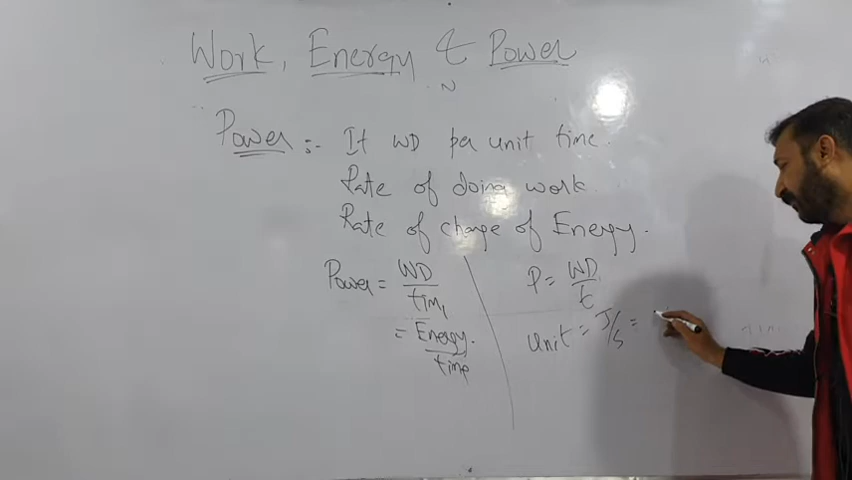 Work, Energy & Power
N
Power :- It WD per unit time.
Rate of doing work.
Rate of change of Energy.
Power = WD / time
= Energy / time
P = WD / t
Unit = J/s =